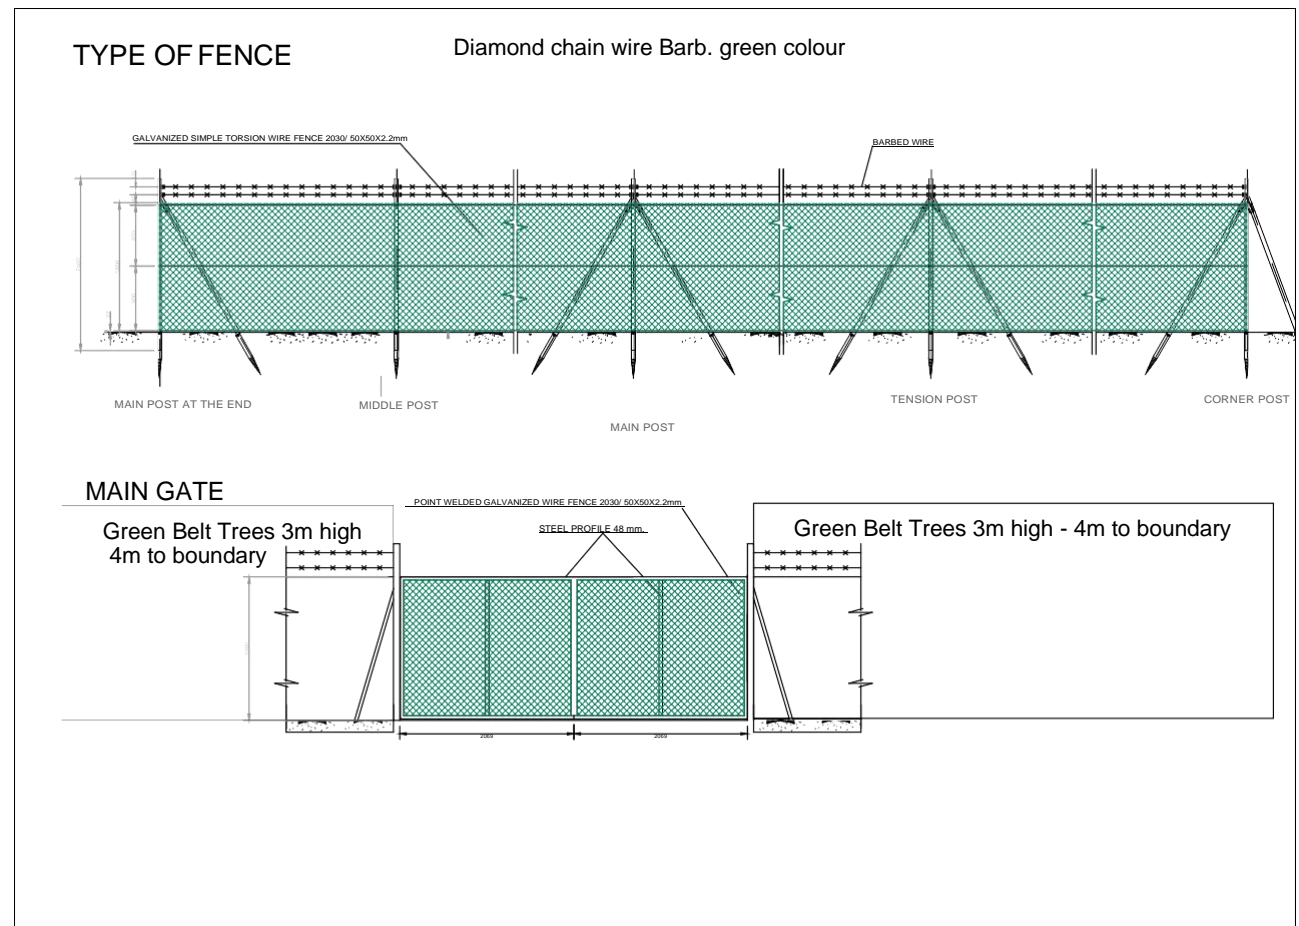 TYPE OF FENCE
Diamond chain wire Barb. green colour
GALVANIZED SIMPLE TORSION WIRE FENCE 2030/ 50X50X2.2mm
BARBED WIRE
MAIN POST AT THE END
MIDDLE POST
MAIN POST
TENSION POST
CORNER POST
MAIN GATE
Green Belt Trees 3m high
4m to boundary
POINT WELDED GALVANIZED WIRE FENCE 2030/ 50X50X2.2mm
STEEL PROFILE 48 mm.
Green Belt Trees 3m high - 4m to boundary
2069
2069